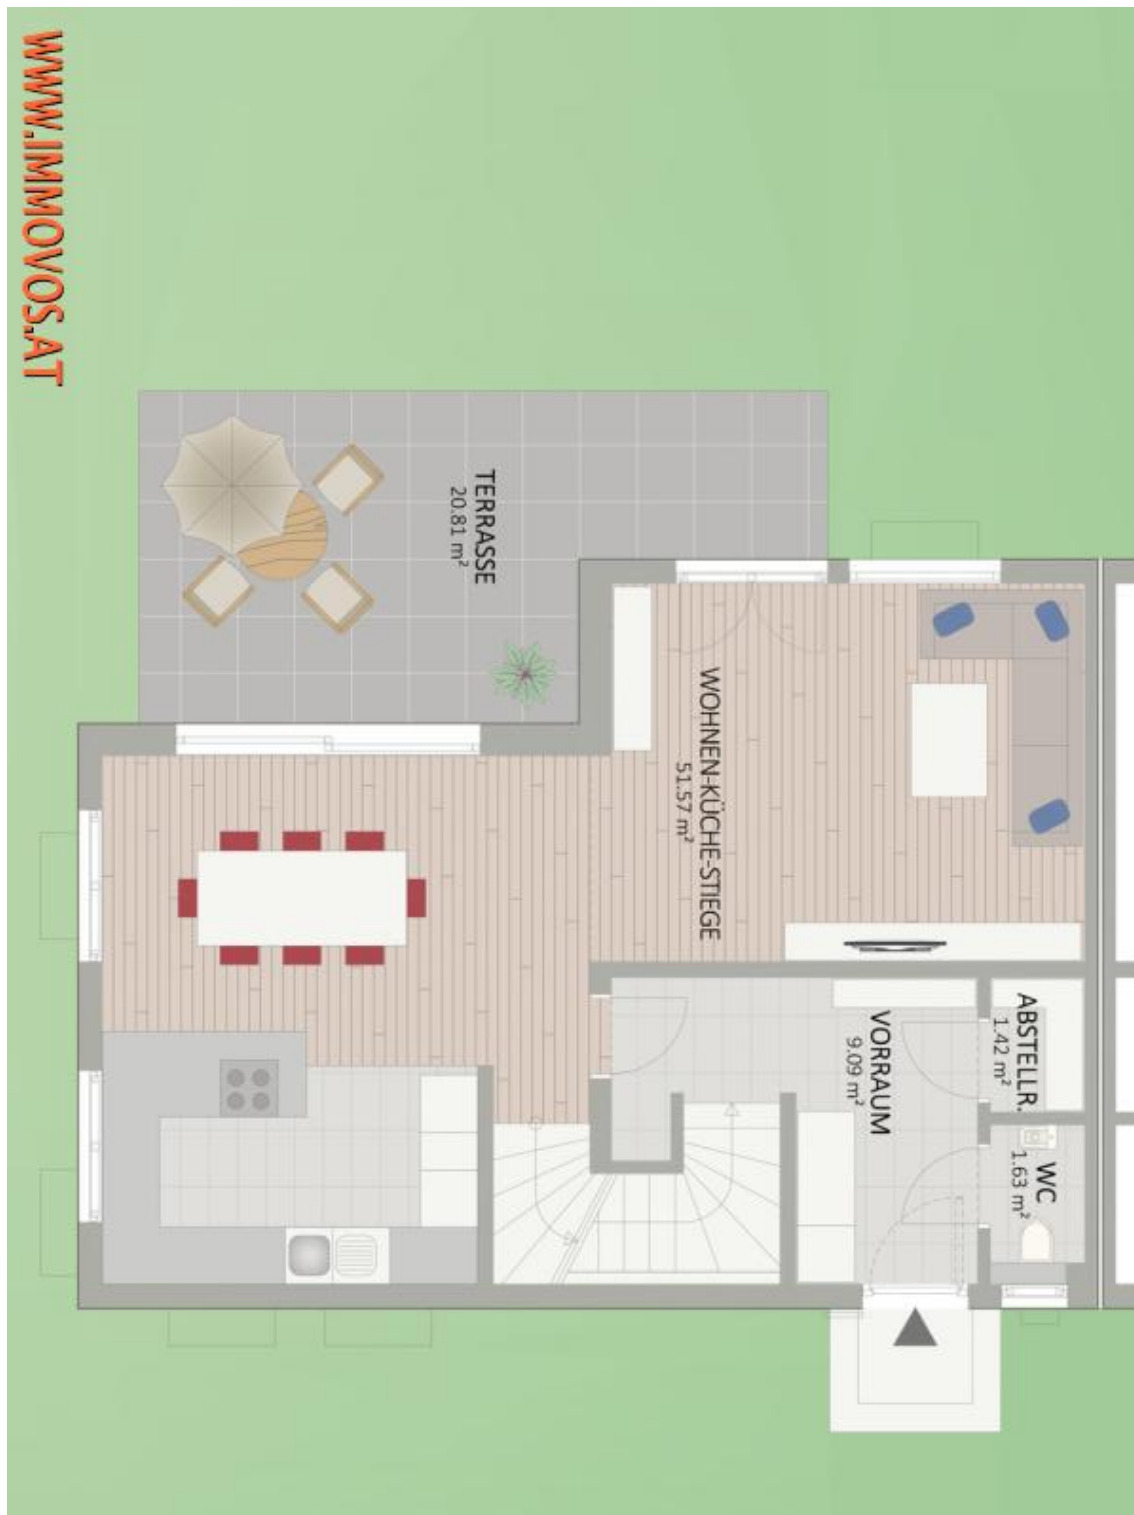 WWW.IMMOVOS.AT
TERRASSE
20.81 m²
WOHNEN-KÜCHE-STIEGE
51.57 m²
ABSTELLR.
1.42 m²
VORRAUM
9.09 m²
WC
1.63 m²